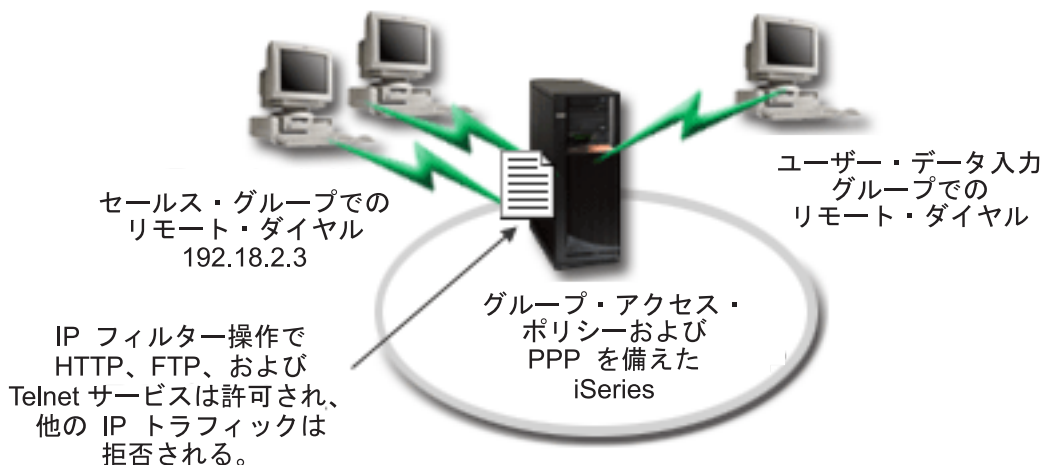 セールス・グループでの
リモート・ダイヤル
192.18.2.3
ユーザー・データ入力
グループでの
リモート・ダイヤル
グループ・アクセス・
ポリシーおよび
PPP を備えた
iSeries
IP フィルター操作で
HTTP、FTP、および
Telnet サービスは許可され、
他の IP トラフィックは
拒否される。